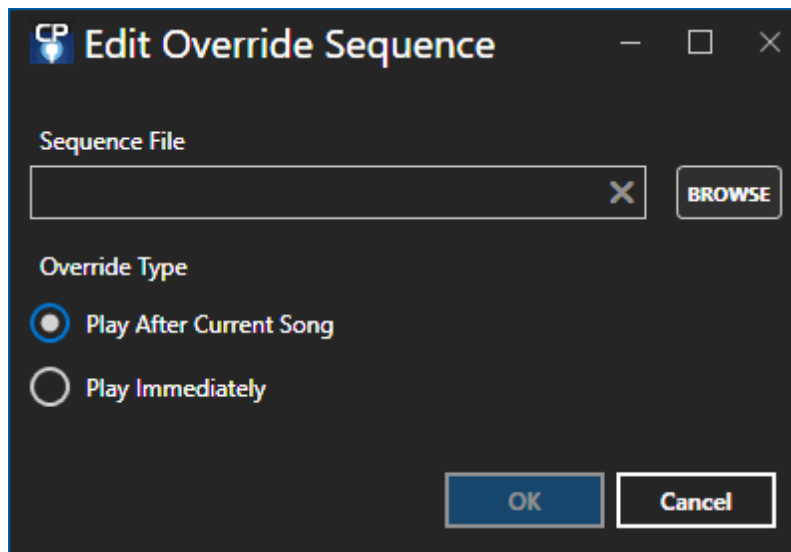 CP Edit Override Sequence
Sequence File
BROWSE
Override Type
Play After Current Song
Play Immediately
OK Cancel